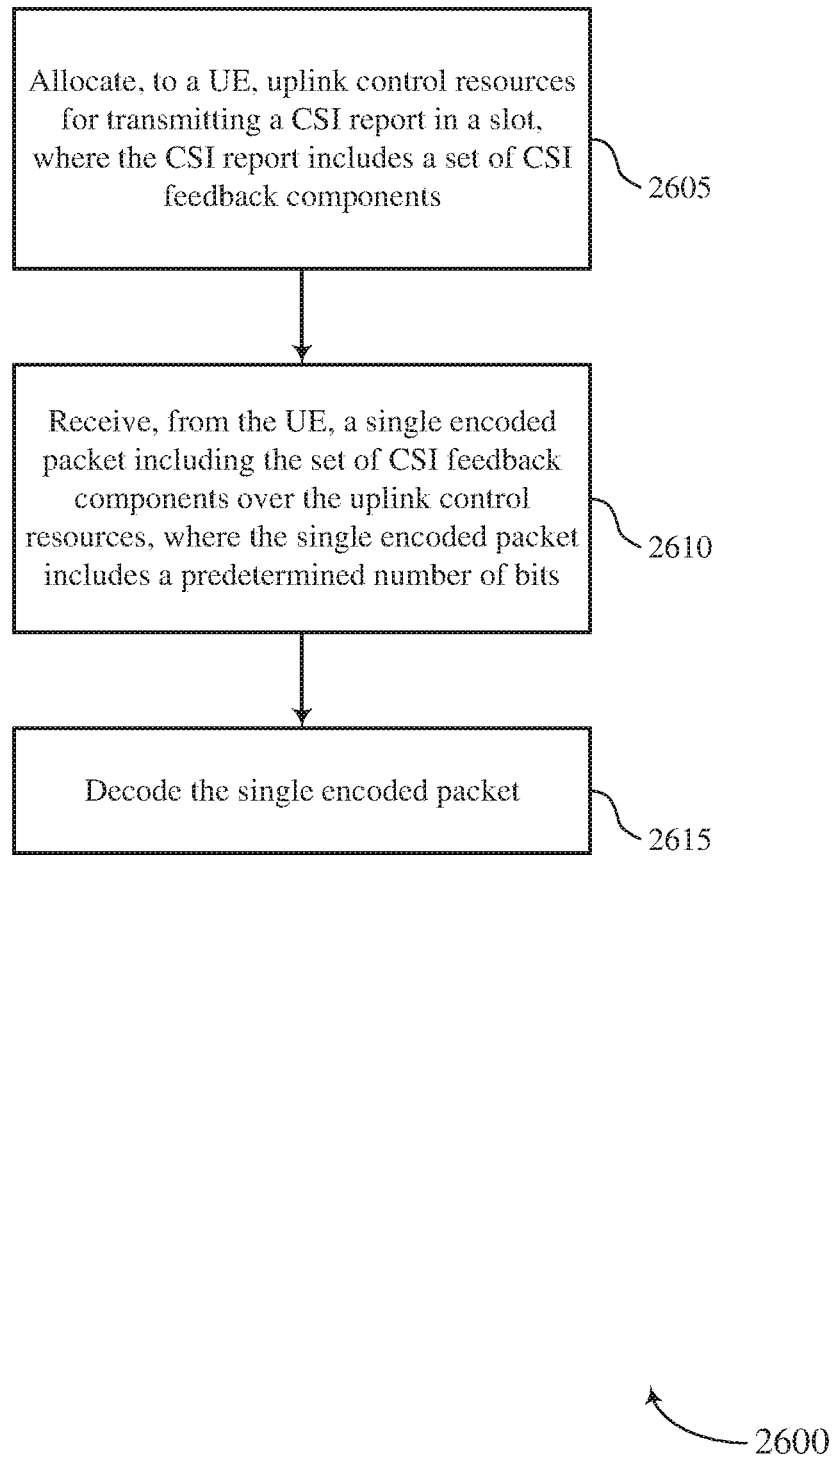 Allocate, to a UE, uplink control resources
for transmitting a CSI report in a slot,
where the CSI report includes a set of CSI
feedback components
2605
Receive, from the UE, a single encoded
packet including the set of CSI feedback
components over the uplink control
resources, where the single encoded packet
includes a predetermined number of bits
2610
Decode the single encoded packet
2615
2600